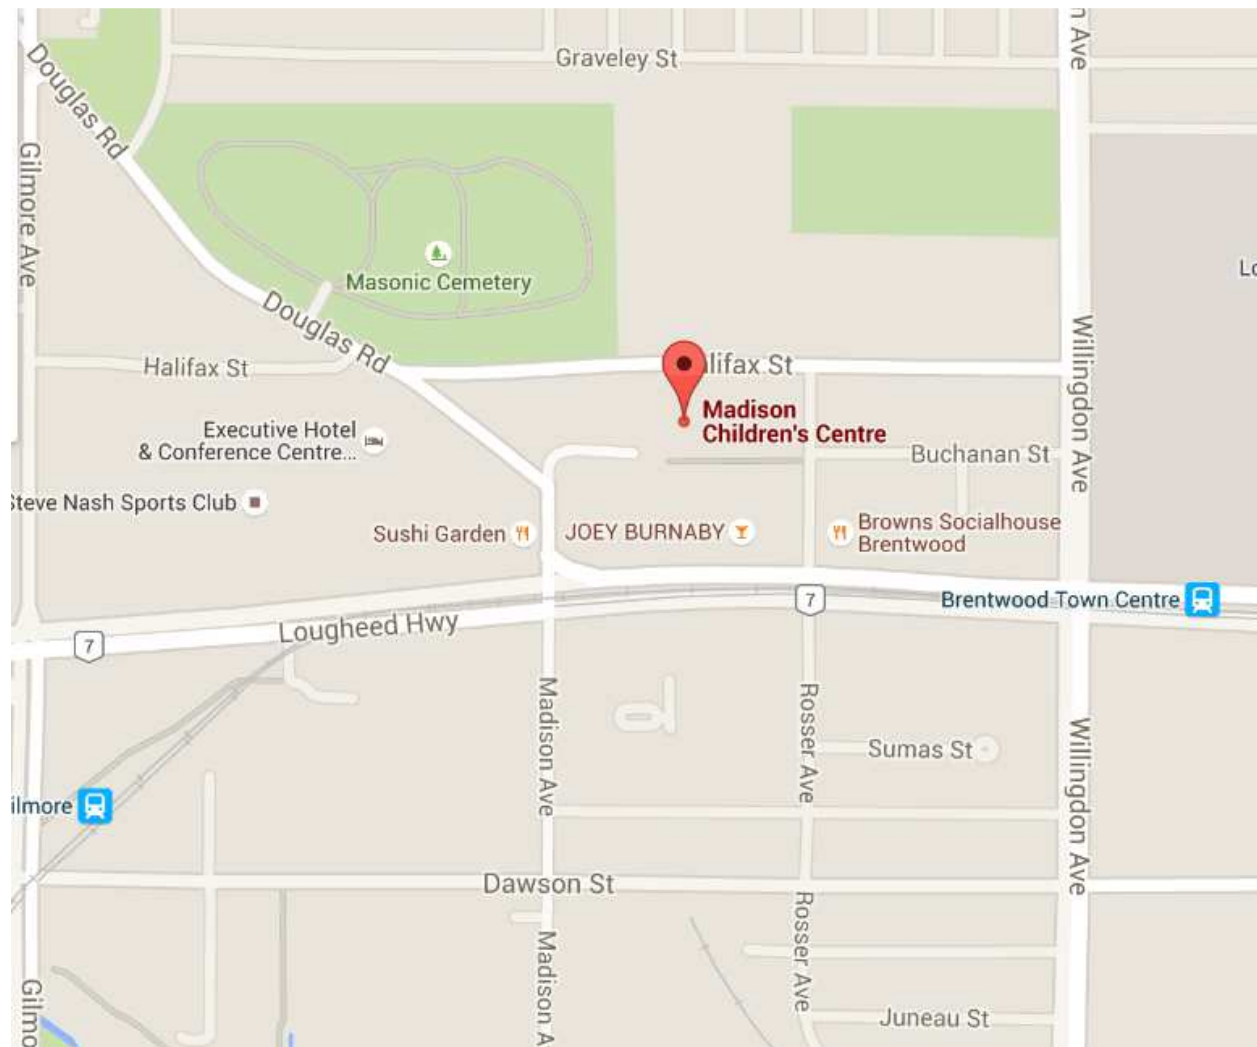 Graveley St
n Ave
Douglas Rd
Gilmore Ave
Masonic Cemetery
Lo
Douglas Rd
Halifax St
lifax St
Willingdon Ave
Madison
Children's Centre
Executive Hotel
& Conference Centre...
Buchanan St
Steve Nash Sports Club
Sushi Garden
JOEY BURNABY
Browns Socialhouse
Brentwood
7
Brentwood Town Centre
Lougheed Hwy
7
Madison Ave
Rosser Ave
Willingdon Ave
Sumas St
ilmore
Dawson St
Rosser Ave
Madison A
Gilmo
Juneau St